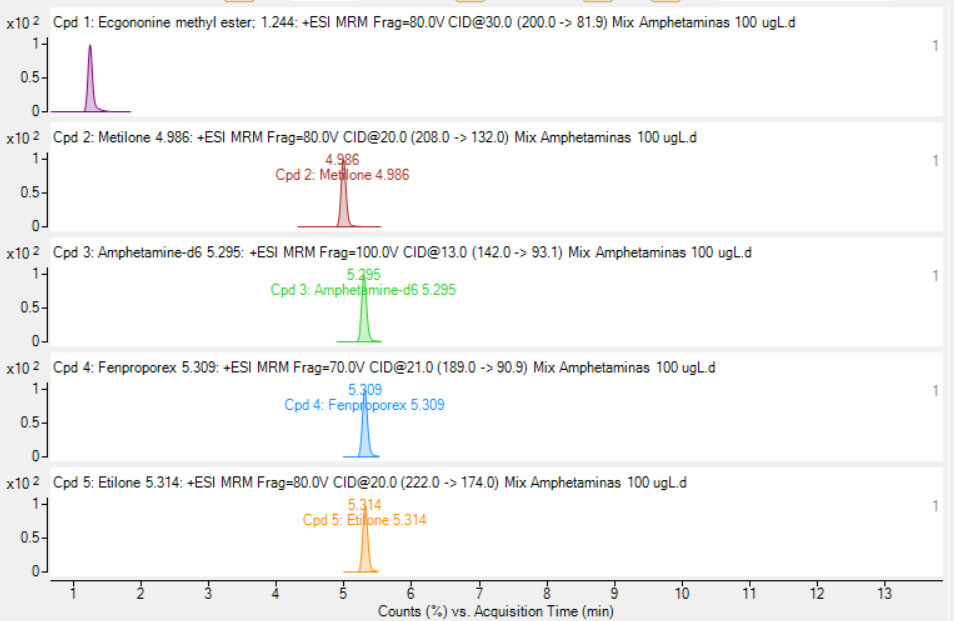 x10 2 Cpd 1: Ecgononine methyl ester; 1.244: +ESI MRM Frag=80.0V CID@30.0 (200.0 -> 81.9) Mix Amphetaminas 100 ugL.d
1
1
0.5
0
x10 2 Cpd 2: Metilone 4.986: +ESI MRM Frag=80.0V CID@20.0 (208.0 -> 132.0) Mix Amphetaminas 100 ugL.d
1
4.986
1
Cpd 2: Metilone 4.986
0.5
0
x10 2 Cpd 3: Amphetamine-d6 5.295: +ESI MRM Frag=100.0V CID@13.0 (142.0 -> 93.1) Mix Amphetaminas 100 ugL.d
1
5.295
1
Cpd 3: Amphetamine-d6 5.295
0.5
0
x10 2 Cpd 4: Fenproporex 5.309: +ESI MRM Frag=70.0V CID@21.0 (189.0 -> 90.9) Mix Amphetaminas 100 ugL.d
1
5.309
1
Cpd 4: Fenproporex 5.309
0.5
0
x10 2 Cpd 5: Etilone 5.314: +ESI MRM Frag=80.0V CID@20.0 (222.0 -> 174.0) Mix Amphetaminas 100 ugL.d
1
5.314
1
Cpd 5: Etilone 5.314
0.5
0
1 2 3 4 5 6 7 8 9 10 11 12 13
Counts (%) vs. Acquisition Time (min)